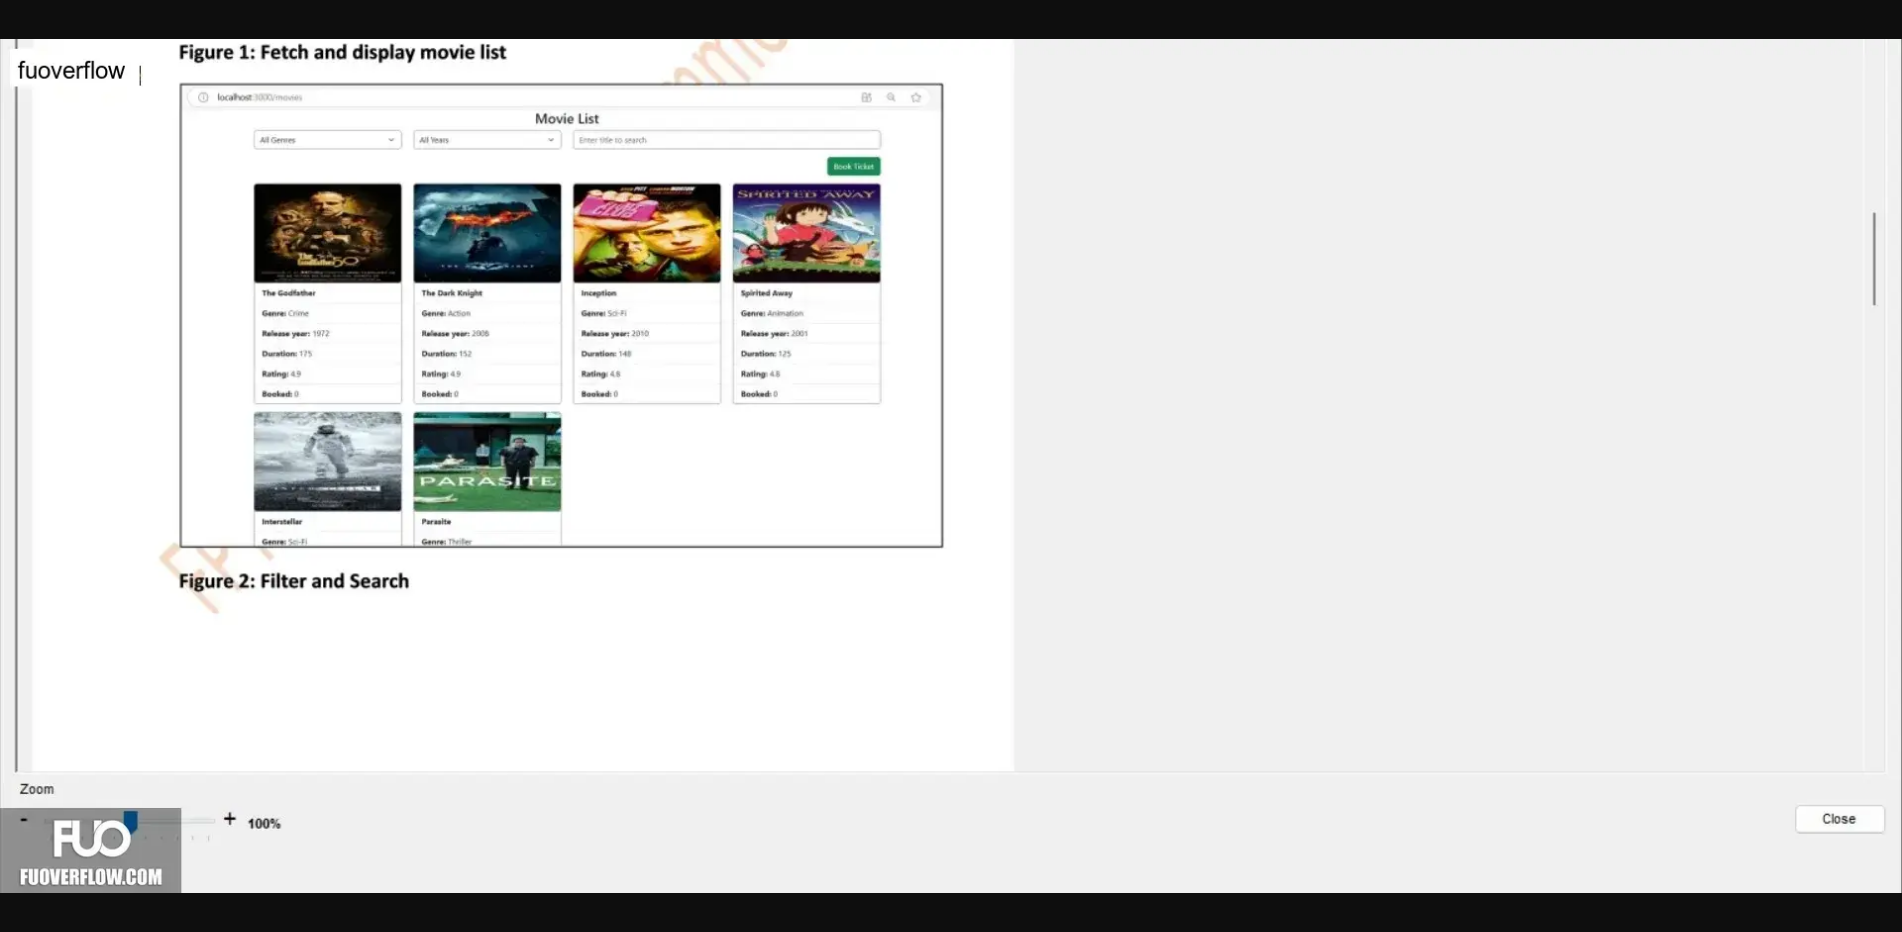 Figure 1: Fetch and display movie list
fuoverflow
localhost:3000/movies
Movie List
All Genres
All Years
Enter title to search
Book Ticket
SPIRITED AWAY
The Godfather
Genre: Crime
Release year: 1972
Duration: 175
Rating: 4.9
Booked: 0
The Dark Knight
Genre: Action
Release year: 2008
Duration: 152
Rating: 4.9
Booked: 0
Inception
Genre: Sci-Fi
Release year: 2010
Duration: 148
Rating: 4.8
Booked: 0
Spirited Away
Genre: Animation
Release year: 2001
Duration: 125
Rating: 4.8
Booked: 0
PARASITE
Interstellar
Genre: Sci-Fi
Parasite
Genre: Thriller
Figure 2: Filter and Search
Zoom
- + 100%
Close
FUO
FUOVERFLOW.COM